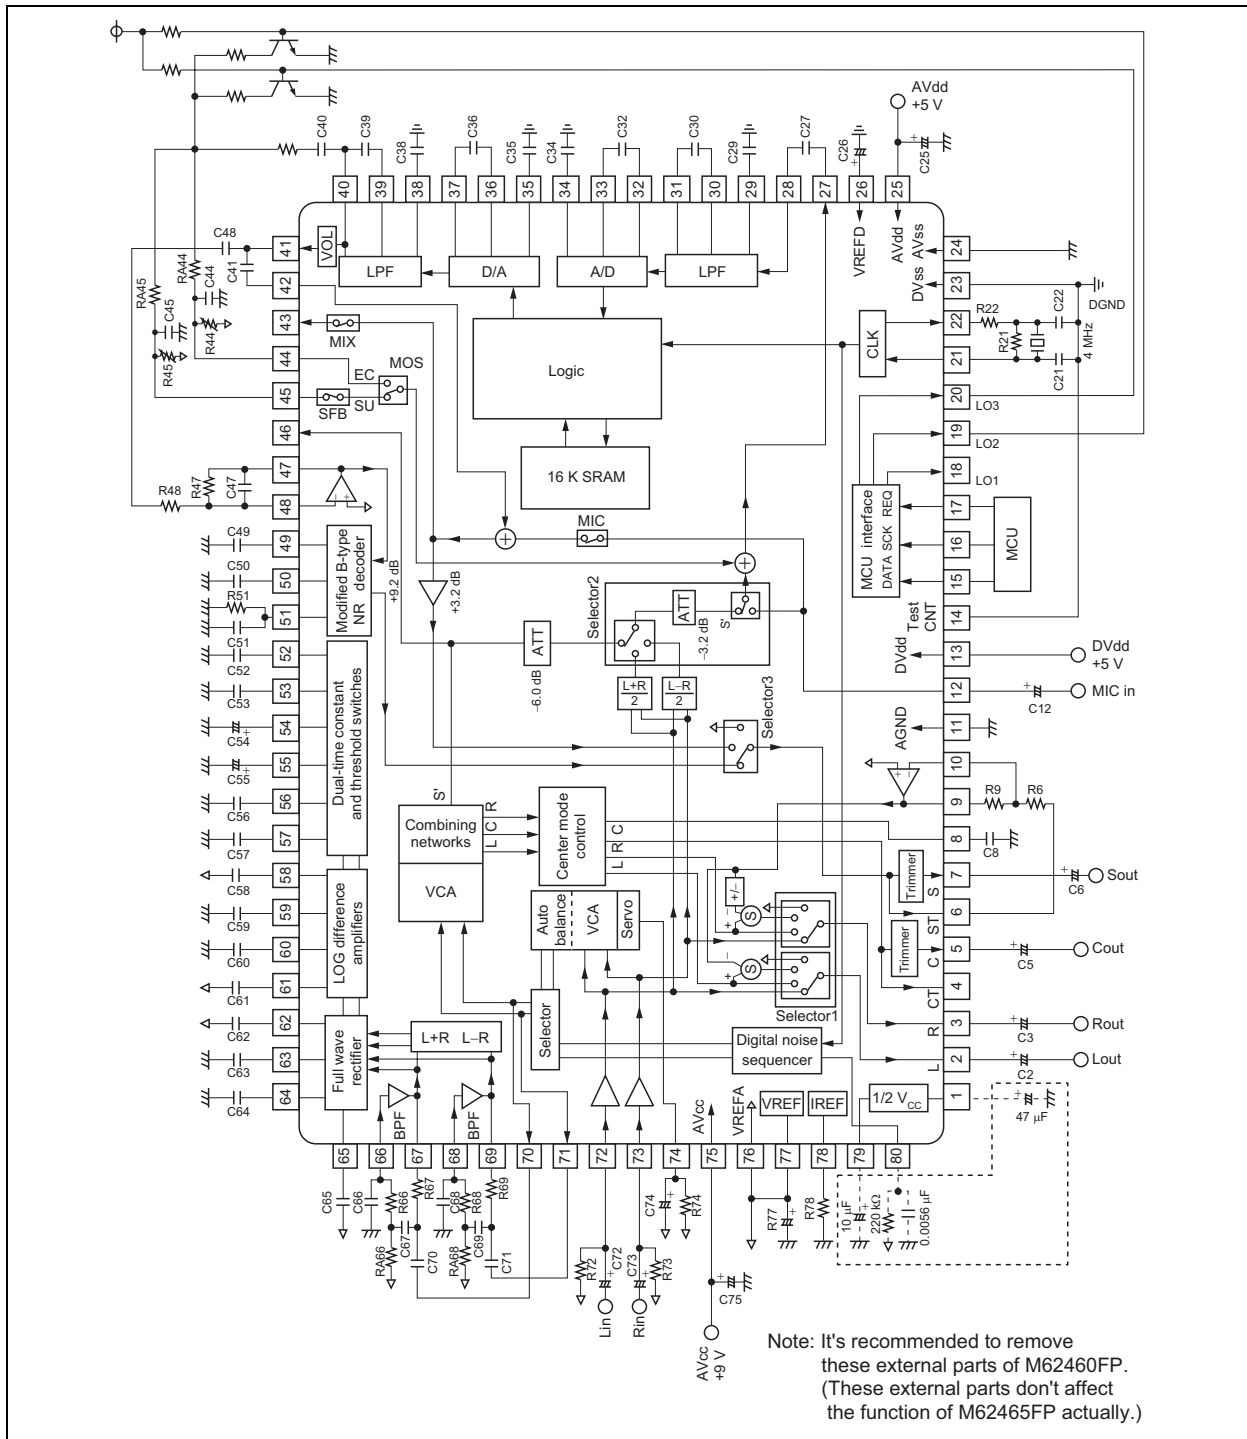 AVdd
+5 V
C40
C39
C38
C36
C35
C34
C32
C30
C29
C27
C26
C25
40
39
38
37
36
35
34
33
32
31
30
29
28
27
26
25
C48
41
VOL
LPF
D/A
A/D
LPF
VREFD
AVdd
AVss
24
RA45
RA44
C44
C41
42
DVss
23
DGND
C45
R44
43
MIX
R22
C22
22
R21
4 MHz
CLK
R45
44
MOS
EC
Logic
21
C21
45
SFB
SU
20
LO3
46
19
LO2
16 K SRAM
47
R47
C47
R48
48
18
LO1
MCU interface
DATA SCK REQ
17
MCU
16
15
MIC
C49
49
Modified B-type
NR decoder
+9.2 dB
+3.2 dB
C50
50
R51
51
C51
Selector2
ATT
S'
−3.2 dB
Test
CNT
14
C52
52
ATT
−6.0 dB
L+R
2
L−R
2
DVdd
13
DVdd
+5 V
C53
53
Dual-time constant
and threshold switches
12
C12
MIC in
C54
54
Selector3
AGND
11
C55
55
10
C56
56
S'
9
R9
R6
C57
57
Combining
networks
R
C
L
Center mode
control
C
R
L
8
C8
C58
58
LOG difference
amplifiers
VCA
+/−
S
Trimmer
S
7
C6
Sout
C59
59
Auto
balance
VCA
Servo
ST
6
C60
60
S
Trimmer
C
5
C5
Cout
C61
61
CT
4
C62
62
Full wave
rectifier
L+R L−R
Selector
Selector1
R
3
C3
Rout
C63
63
Digital noise
sequencer
L
2
C2
Lout
C64
64
BPF
BPF
AVcc
VREFA
VREF
IREF
1/2 VCC
1
47 μF
65
66
67
68
69
70
71
72
73
74
75
76
77
78
79
80
C65
C66
R66
R67
C68
R68
R69
C74
R74
R77
R78
10 μF
220 kΩ
0.0056 μF
RA66
C67
C70
RA68
C69
C71
R72
C72
C73
R73
C75
Lin
Rin
AVcc
+9 V
Note: It's recommended to remove
these external parts of M62460FP.
(These external parts don't affect
the function of M62465FP actually.)